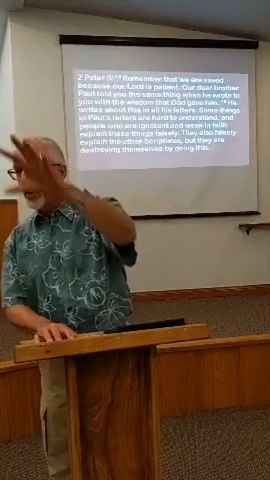 2 Peter 3:¹⁵ Remember that we are saved
because our Lord is patient. Our dear brother
Paul told you the same thing when he wrote to
you with the wisdom that God gave him. ¹⁶ He
writes about this in all his letters. Some things
in Paul's letters are hard to understand, and
people who are ignorant and weak in faith
explain these things falsely. They also falsely
explain the other Scriptures, but they are
destroying themselves by doing this.